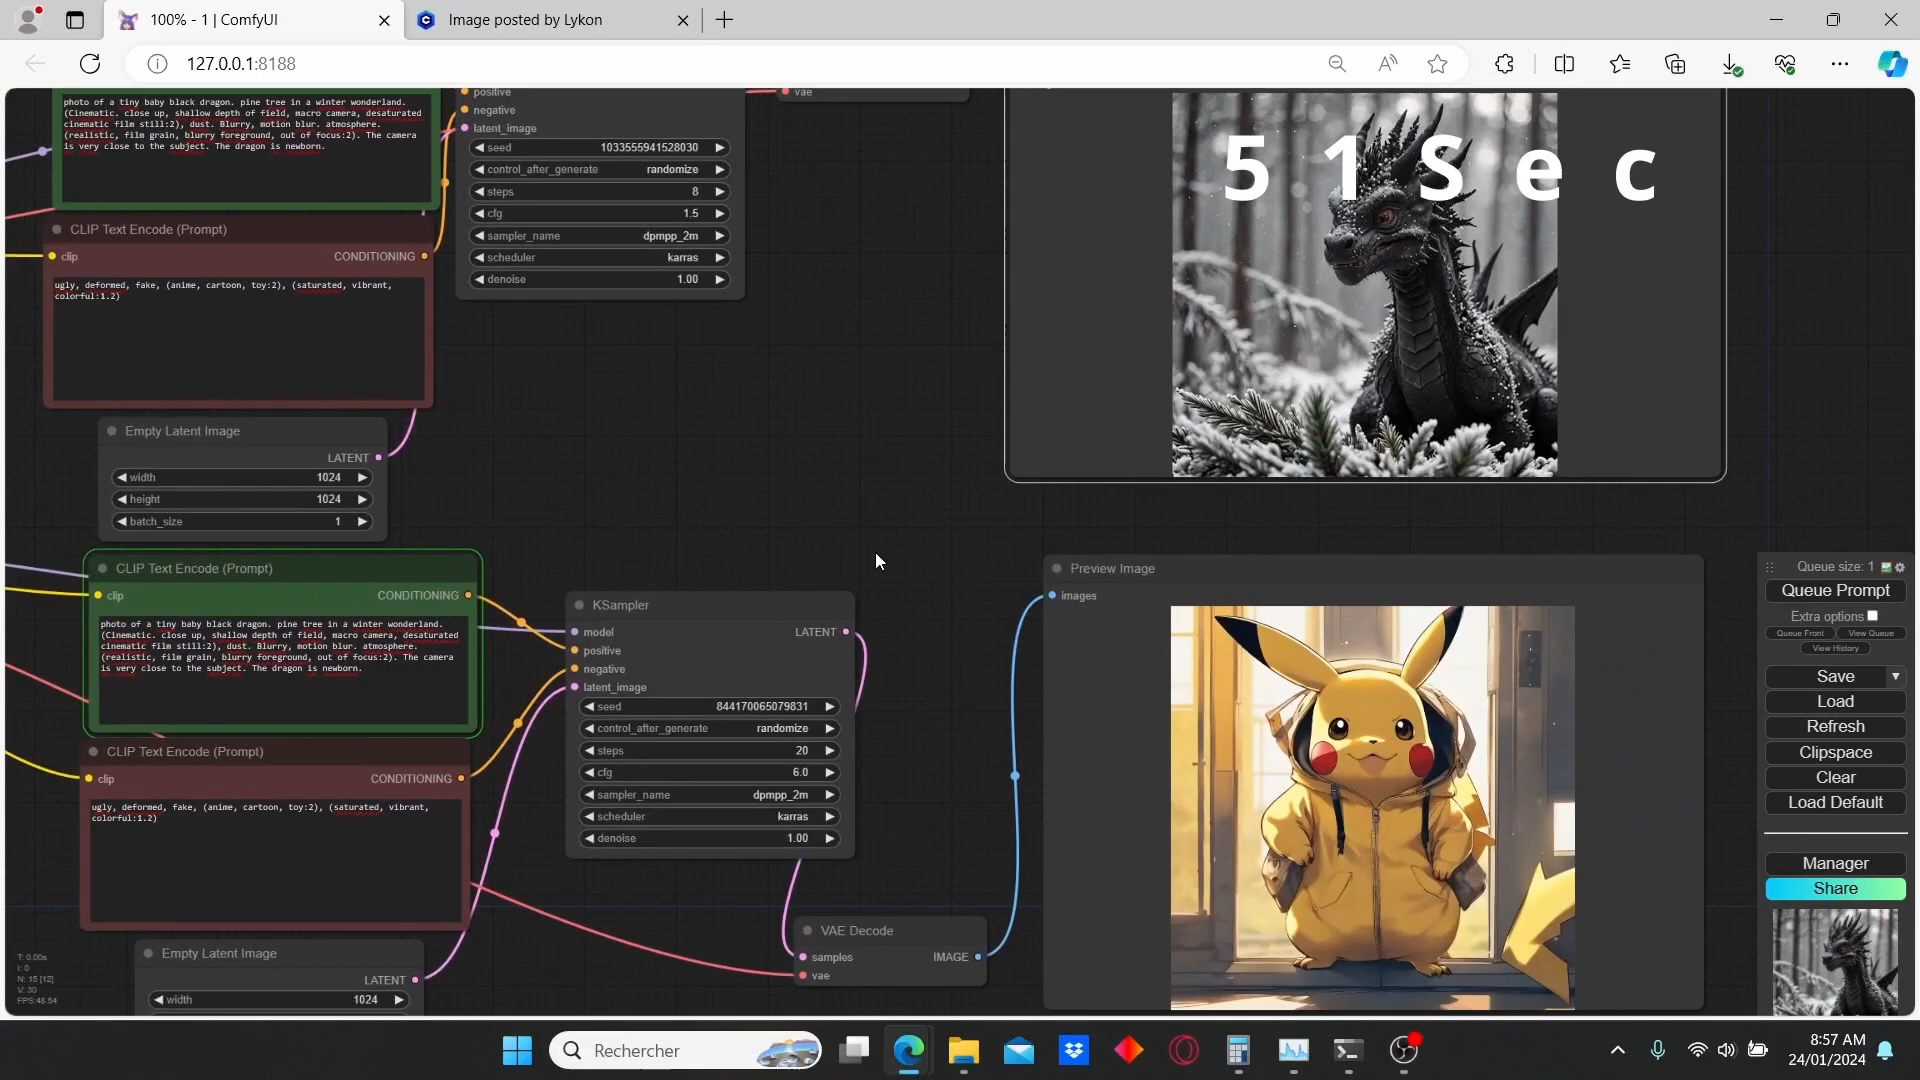 100% - 1 | ComfyUI
Image posted by Lykon
127.0.0.1:8188
photo of a tiny baby black dragon. pine tree in a winter wonderland.
(Cinematic. close up, shallow depth of field, macro camera, desaturated
cinematic film still:2), dust. Blurry, motion blur. atmosphere.
(realistic, film grain, blurry foreground, out of focus:2). The camera
is very close to the subject. The dragon is newborn.
positive
negative
latent_image
seed 1033555941528030
control_after_generate randomize
steps 8
cfg 1.5
sampler_name dpmpp_2m
scheduler karras
denoise 1.00
vae
51Sec
CLIP Text Encode (Prompt)
clip CONDITIONING
ugly, deformed, fake, (anime, cartoon, toy:2), (saturated, vibrant,
colorful:1.2)
Empty Latent Image
LATENT
width 1024
height 1024
batch_size 1
CLIP Text Encode (Prompt)
clip CONDITIONING
photo of a tiny baby black dragon. pine tree in a winter wonderland.
(Cinematic. close up, shallow depth of field, macro camera, desaturated
cinematic film still:2), dust. Blurry, motion blur. atmosphere.
(realistic, film grain, blurry foreground, out of focus:2). The camera
is very close to the subject. The dragon is newborn.
CLIP Text Encode (Prompt)
clip CONDITIONING
ugly, deformed, fake, (anime, cartoon, toy:2), (saturated, vibrant,
colorful:1.2)
Empty Latent Image
LATENT
width 1024
KSampler
model LATENT
positive
negative
latent_image
seed 844170065079831
control_after_generate randomize
steps 20
cfg 6.0
sampler_name dpmpp_2m
scheduler karras
denoise 1.00
VAE Decode
samples IMAGE
vae
Preview Image
images
Queue size: 1
Queue Prompt
Extra options
Queue Front View Queue
View History
Save
Load
Refresh
Clipspace
Clear
Load Default
Manager
Share
T: 0.00s
I: 0
N: 15 [12]
V: 30
FPS:48.54
Rechercher
8:57 AM
24/01/2024